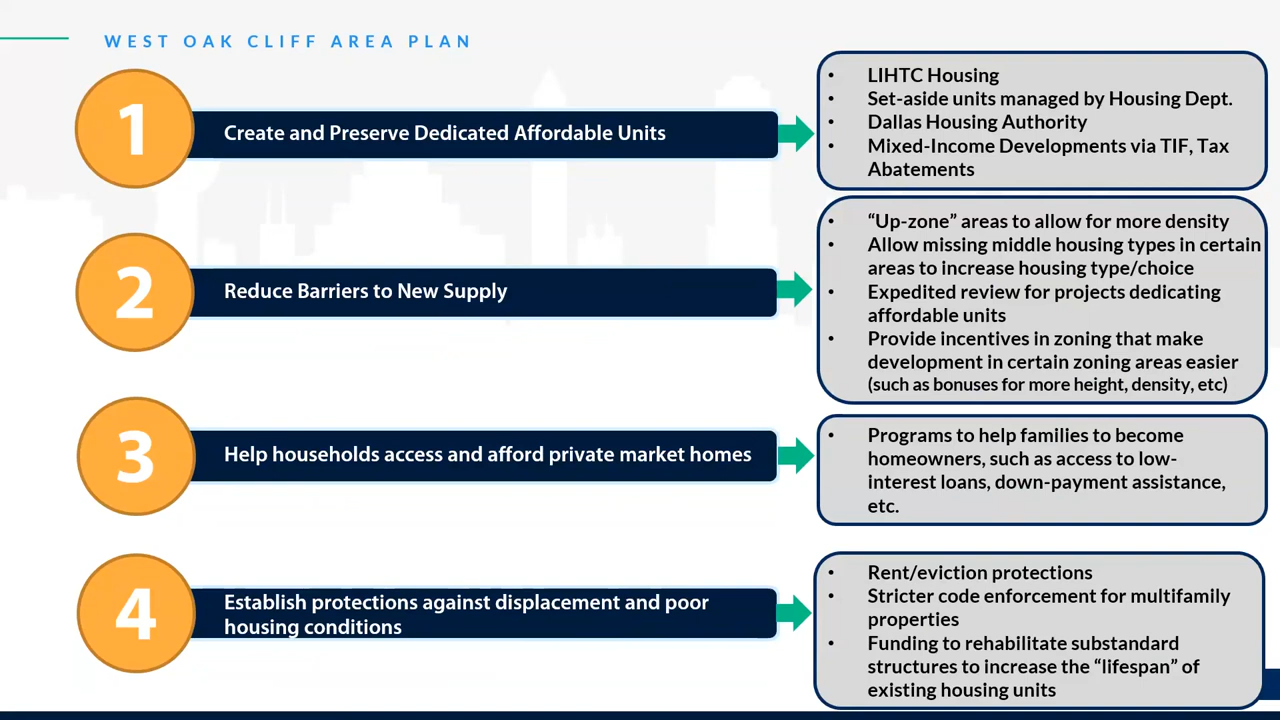 WEST OAK CLIFF AREA PLAN
1
Create and Preserve Dedicated Affordable Units
• LIHTC Housing
• Set-aside units managed by Housing Dept.
• Dallas Housing Authority
• Mixed-Income Developments via TIF, Tax
Abatements
2
Reduce Barriers to New Supply
• “Up-zone” areas to allow for more density
• Allow missing middle housing types in certain
areas to increase housing type/choice
• Expedited review for projects dedicating
affordable units
• Provide incentives in zoning that make
development in certain zoning areas easier
(such as bonuses for more height, density, etc)
3
Help households access and afford private market homes
• Programs to help families to become
homeowners, such as access to low-
interest loans, down-payment assistance,
etc.
4
Establish protections against displacement and poor
housing conditions
• Rent/eviction protections
• Stricter code enforcement for multifamily
properties
• Funding to rehabilitate substandard
structures to increase the “lifespan” of
existing housing units